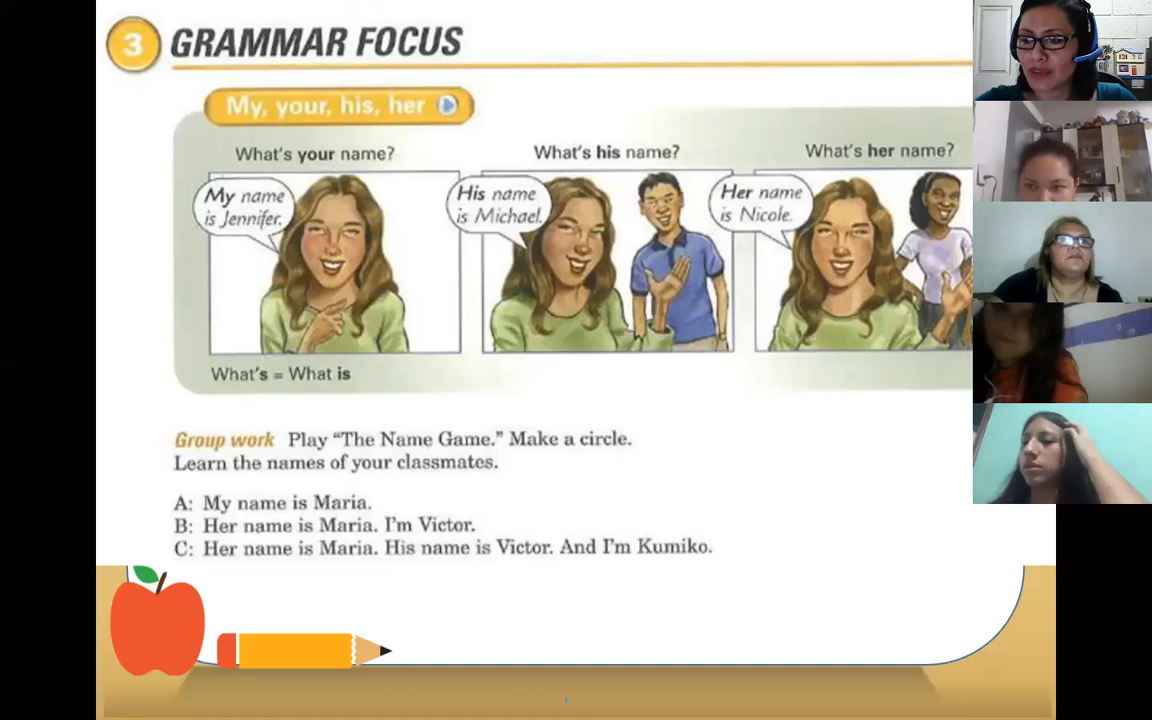 3 GRAMMAR FOCUS
My, your, his, her
What's your name?
My name
is Jennifer.
What's his name?
His name
is Michael.
What's her name?
Her name
is Nicole.
What's = What is
Group work Play “The Name Game.” Make a circle.
Learn the names of your classmates.
A: My name is Maria.
B: Her name is Maria. I'm Victor.
C: Her name is Maria. His name is Victor. And I'm Kumiko.